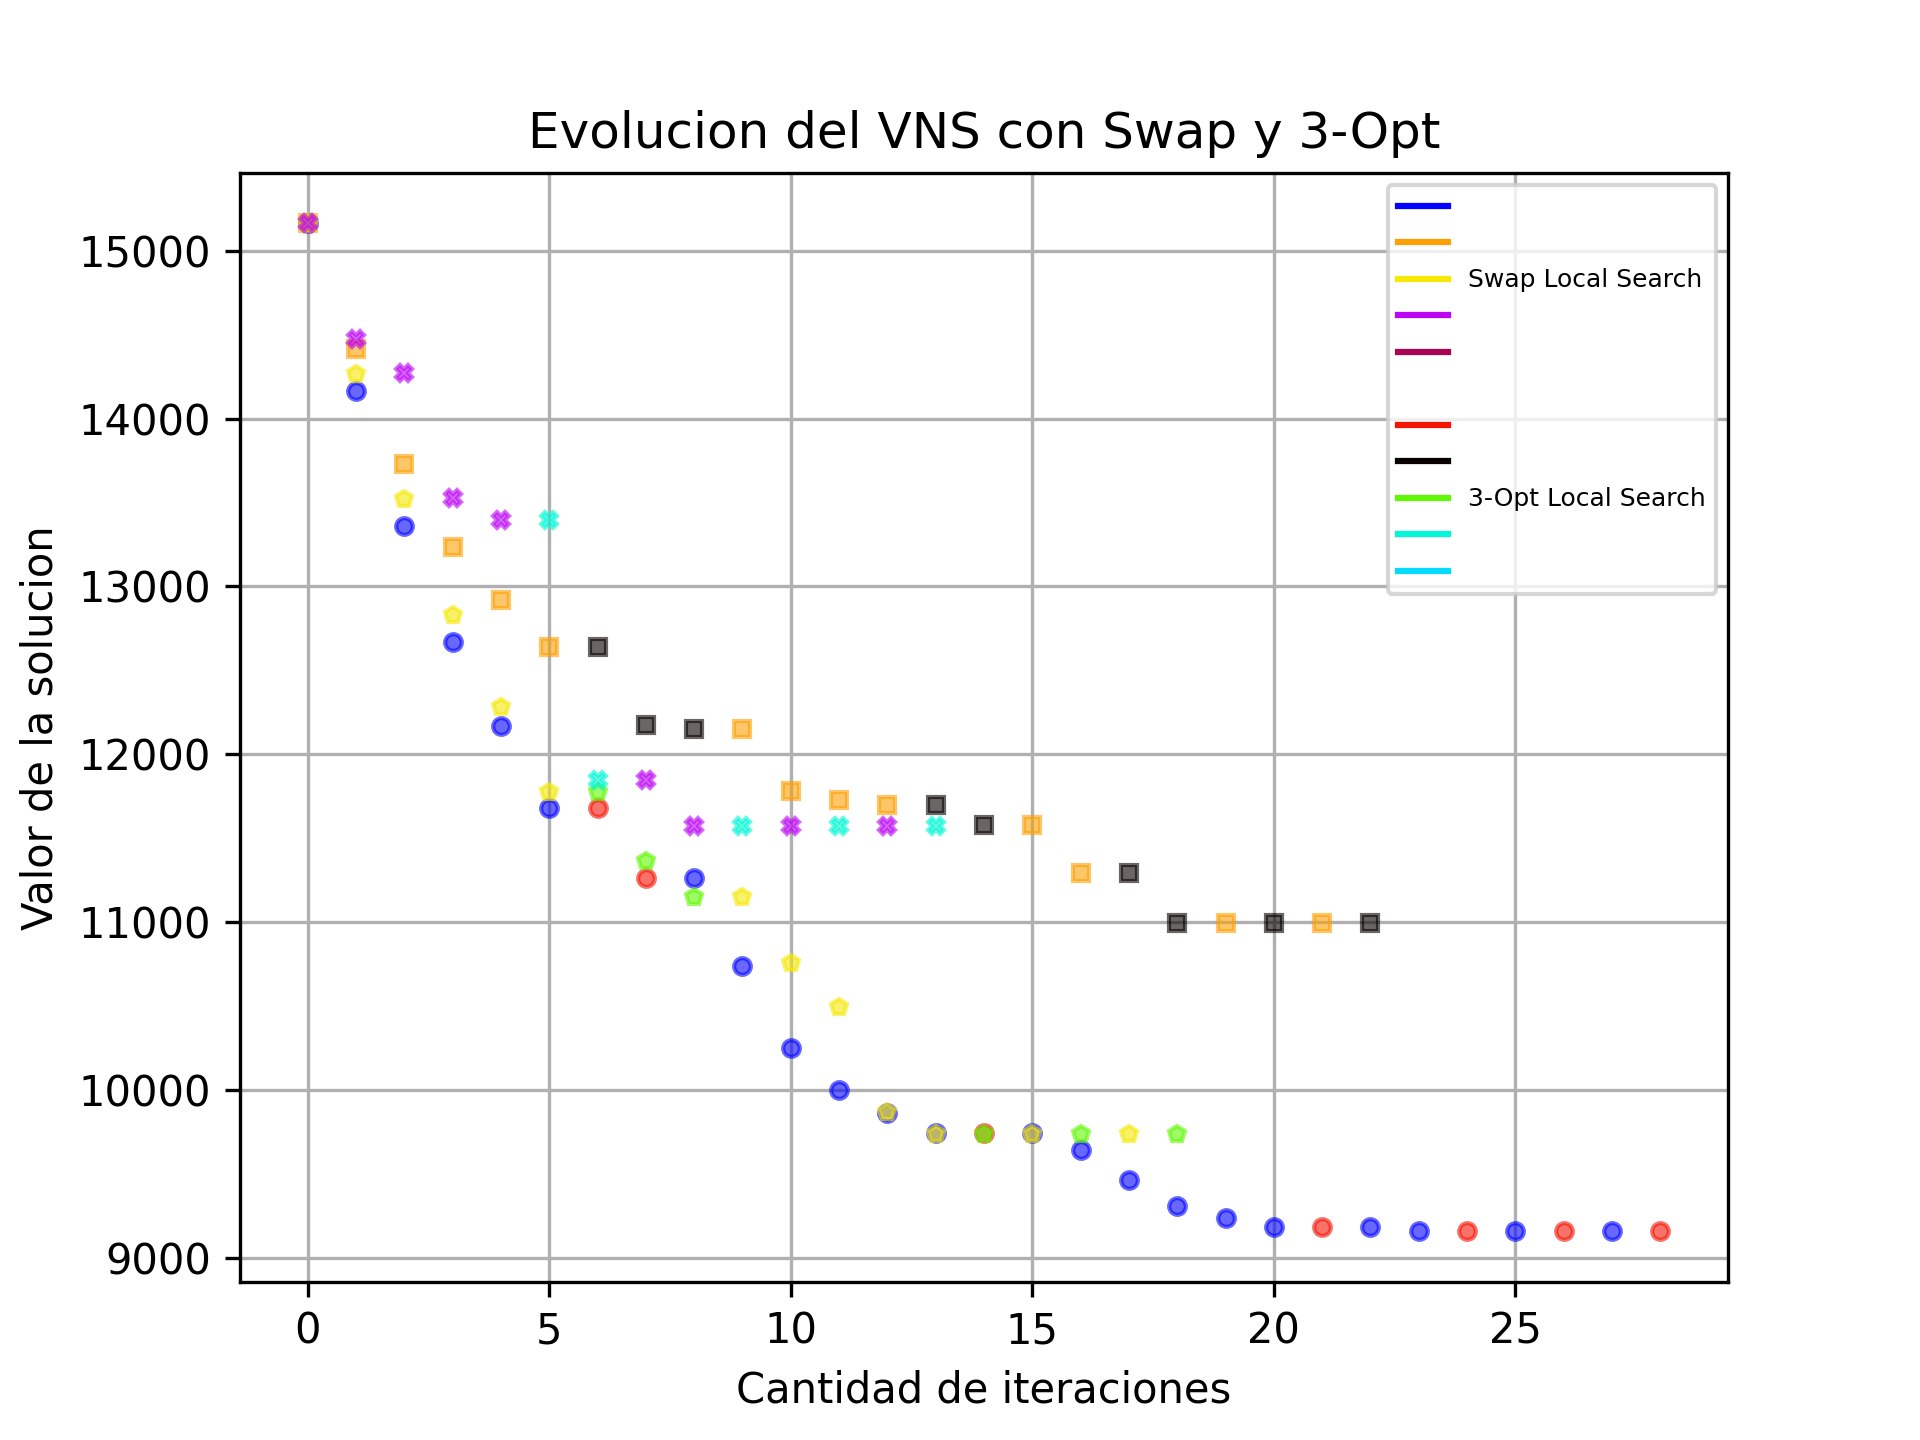 Evolucion del VNS con Swap y 3-Opt
Valor de la solucion
15000
14000
13000
12000
11000
10000
9000
Swap Local Search
3-Opt Local Search
0 5 10 15 20 25
Cantidad de iteraciones